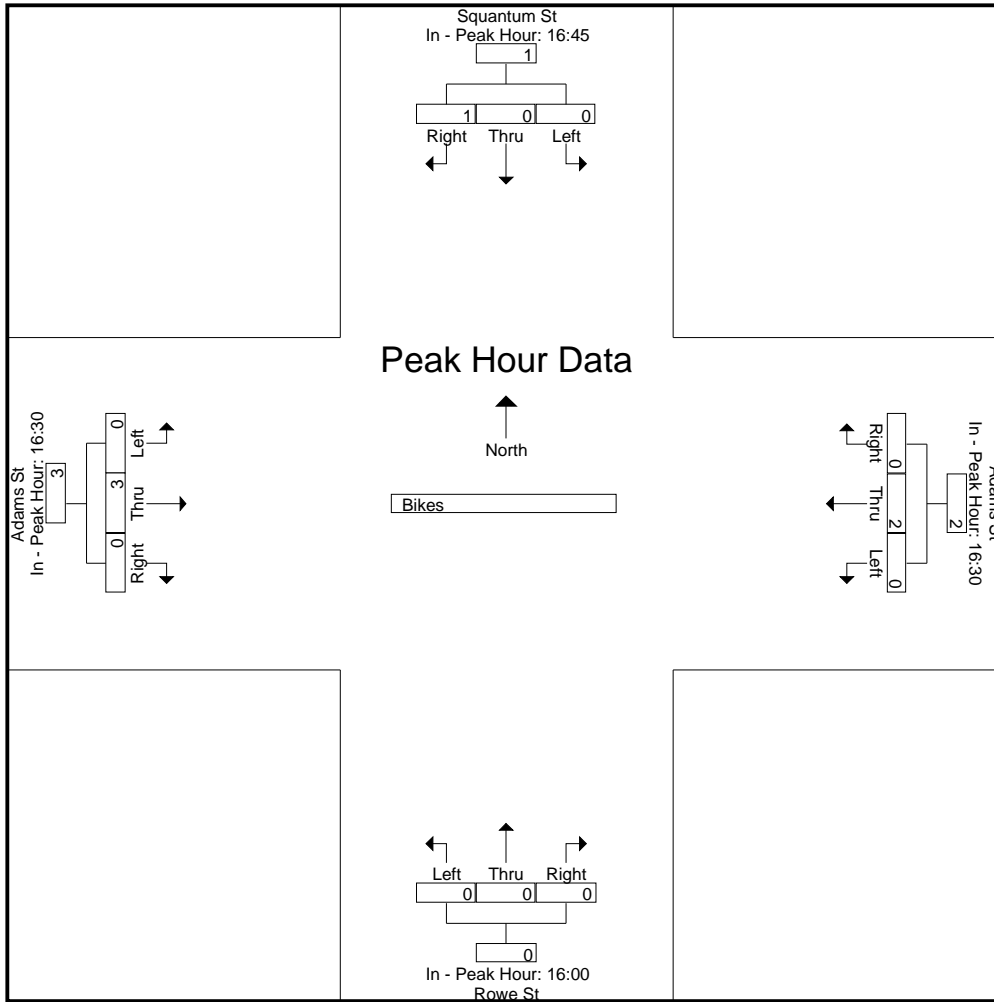 Squantum St
In - Peak Hour: 16:45
1
1 0 0
Right Thru Left
Peak Hour Data
North
Bikes
Adams St
In - Peak Hour: 16:30
3
0 3 0
Left Thru Right
Adams St
In - Peak Hour: 16:30
2
0 2 0
Right Thru Left
Left Thru Right
0 0 0
0
In - Peak Hour: 16:00
Rowe St